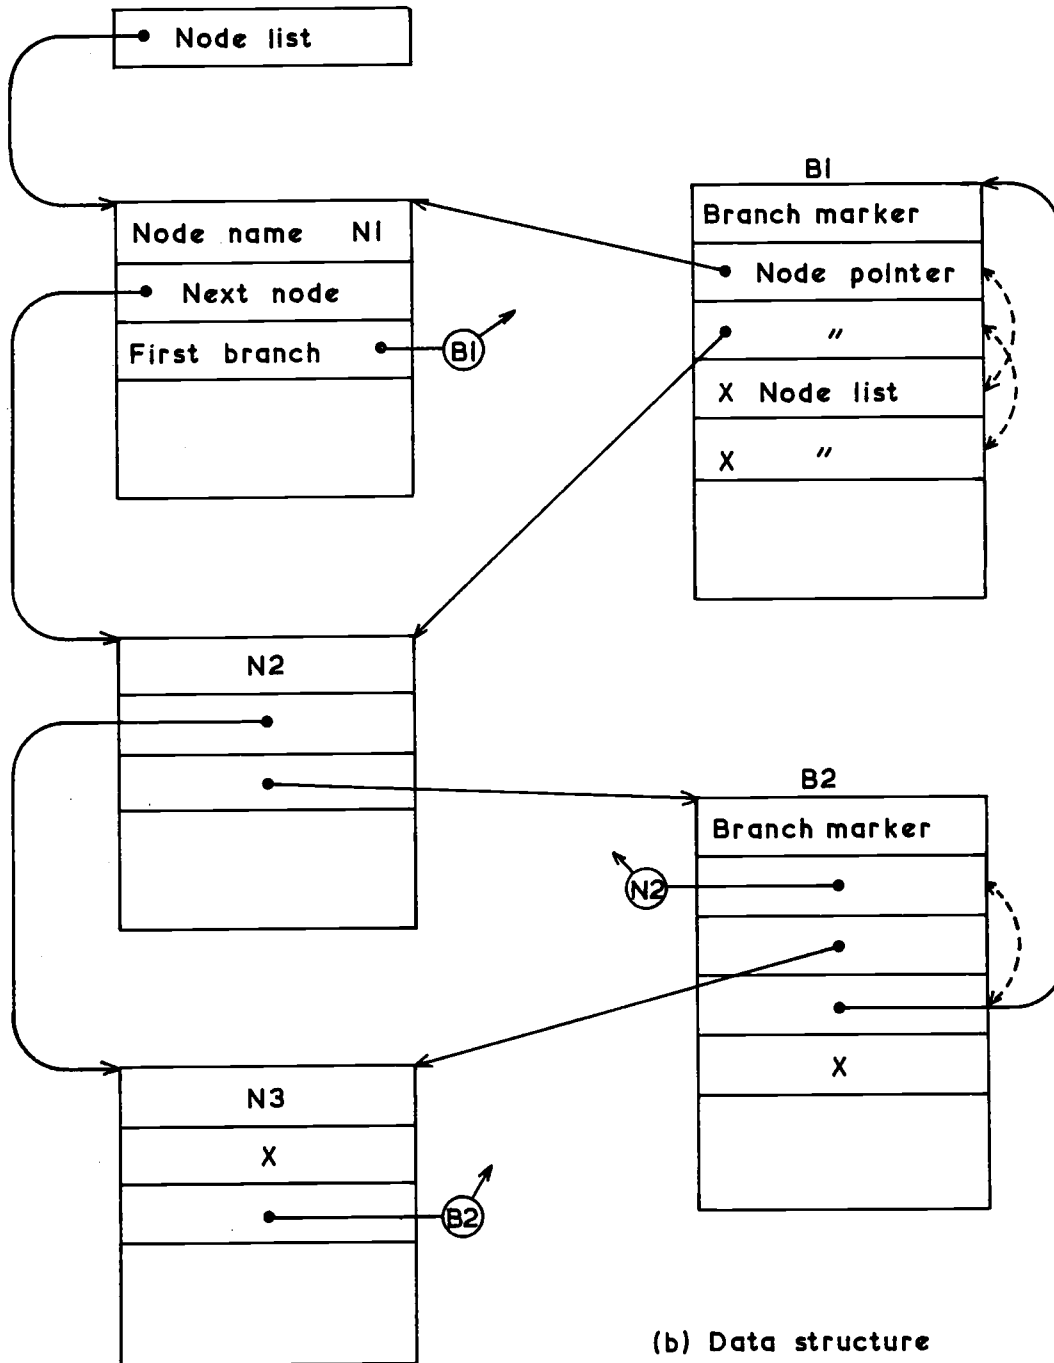 Node list
B1
Node name N1
Branch marker
Node pointer
Next node
"
First branch
B1
X Node list
X "
N2
B2
Branch marker
N2
X
N3
X
B2
(b) Data structure